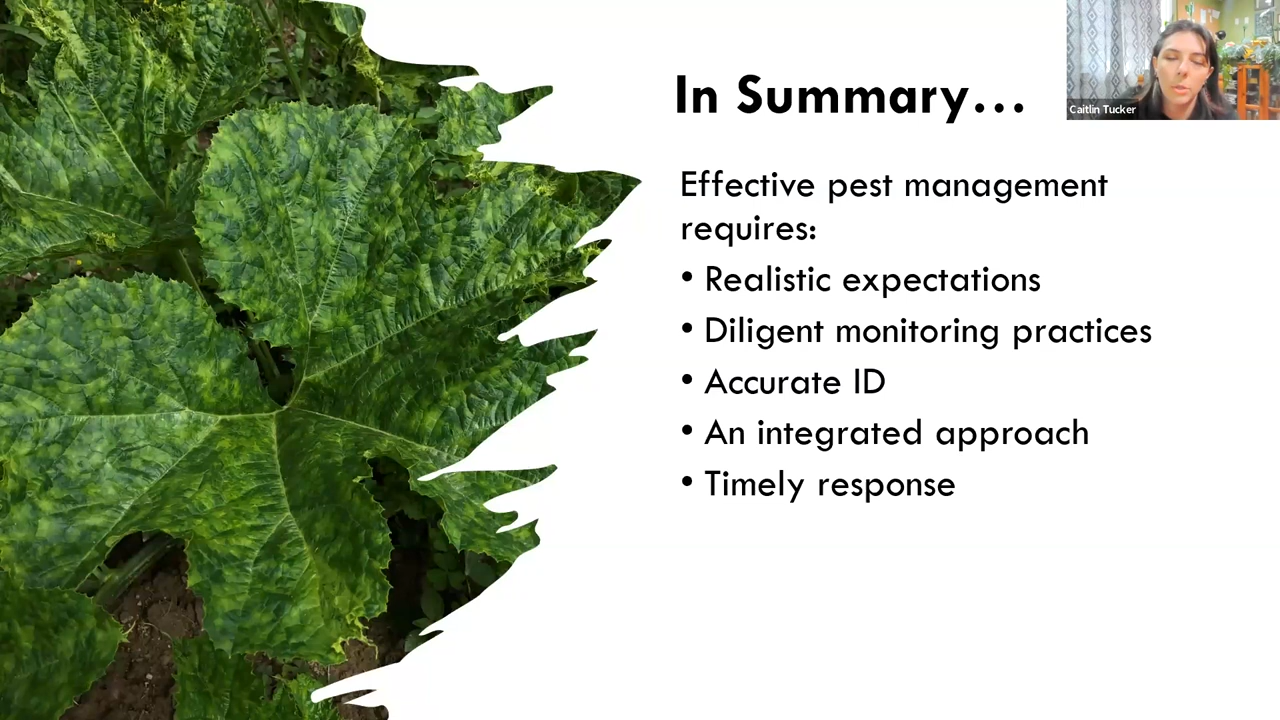 In Summary...
Caitlin Tucker
Effective pest management
requires:
• Realistic expectations
• Diligent monitoring practices
• Accurate ID
• An integrated approach
• Timely response